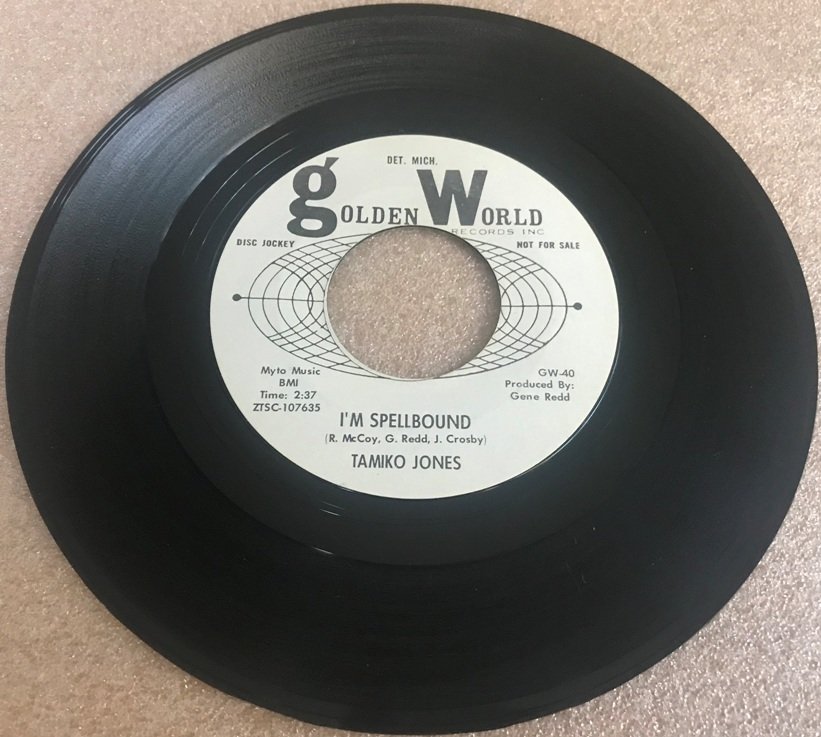 DET. MICH.
gOLDEN WORLD
RECORDS INC
DISC JOCKEY
NOT FOR SALE
Myto Music
BMI
Time: 2:37
ZTSC-107635
GW-40
Produced By:
Gene Redd
I'M SPELLBOUND
(R. McCoy, G. Redd, J. Crosby)
TAMIKO JONES